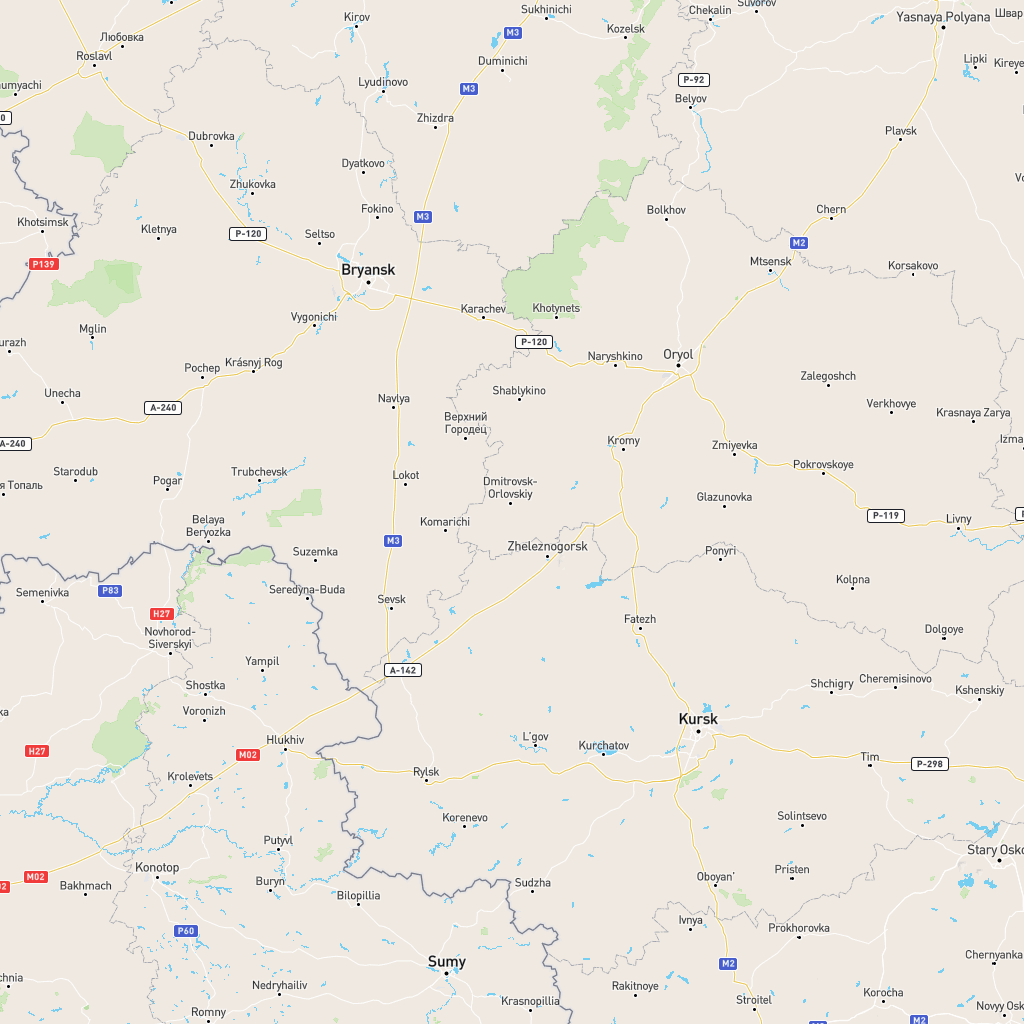 Kirov
Sukhinichi
Chekalin
Suvorov
Yasnaya Polyana
Швар
Любовка
M3
Kozelsk
Roslavl
Duminichi
Lipki
Kireye
Lyudinovo
M3
P-92
Belyov
Zhizdra
Plavsk
Dubrovka
Dyatkovo
Zhukovka
Fokino
Bolkhov
Chern
Khotsimsk
Kletnya
P-120
Seltso
M3
M2
P139
Bryansk
Mtsensk
Korsakovo
Karachev
Khotynets
Vygonichi
Mglin
P-120
Naryshkino
Oryol
Pochep
Krásnyj Rog
Zalegoshch
Unecha
A-240
Navlya
Shablykino
Verkhovye
Krasnaya Zarya
Верхний
Городец
A-240
Kromy
Zmiyevka
Starodub
Trubchevsk
Lokot
Pokrovskoye
я Топаль
Pogar
Dmitrovsk-
Orlovskiy
Glazunovka
Belaya
Beryozka
Komarichi
P-119
Livny
M3
Suzemka
Zheleznogorsk
Ponyri
Semenivka
P83
Seredyna-Buda
Sevsk
Kolpna
H27
Novhorod-
Siverskyi
Fatezh
Dolgoye
Yampil
A-142
Shostka
Shchigry
Cheremisinovo
Kshenskiy
Voronizh
Kursk
H27
M02
Hlukhiv
L'gov
Kurchatov
Tim
P-298
Krolevets
Rylsk
Korenevo
Solintsevo
Putyvl
Stary Osko
Konotop
M02
Bakhmach
Buryn
Bilopillia
Sudzha
Oboyan'
Pristen
P60
Ivnya
Prokhorovka
Sumy
M2
Chernyanka
Nedryhailiv
Rakitnoye
Stroitel
Korocha
Krasnopillia
Romny
Novyy Osk
M2